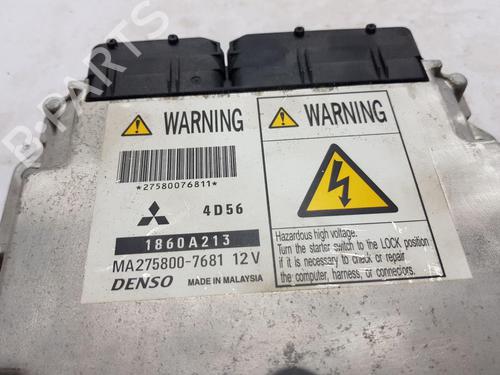 WARNING
*27580076811*
4D56
1860A213
MA275800-7681 12V
DENSO MADE IN MALAYSIA
WARNING
Hazardous high voltage.
Turn the starter switch to the LOCK position
if it is necessary to check or repair
the computer, harness, or connectors.
B-PARTS